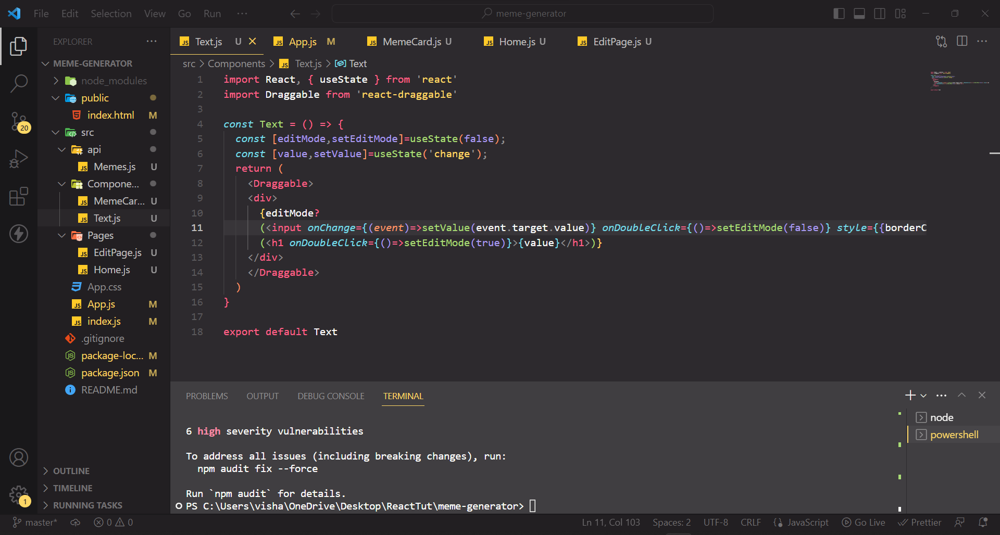 File Edit Selection View Go Run ··· meme-generator
EXPLORER ···
MEME-GENERATOR
node_modules
public
index.html M
src
api
Memes.js U
Compone...
MemeCar... U
Text.js U
Pages
EditPage.js U
Home.js U
App.css
App.js M
index.js M
.gitignore
package-loc... M
package.json M
README.md
OUTLINE
TIMELINE
RUNNING TASKS
20
1
Text.js U App.js M MemeCard.js U Home.js U EditPage.js U
src > Components > Text.js > Text
1 import React, { useState } from 'react'
2 import Draggable from 'react-draggable'
3
4 const Text = () => {
5 const [editMode,setEditMode]=useState(false);
6 const [value,setValue]=useState('change');
7 return (
8 <Draggable>
9 <div>
10 {editMode?
11 (<input onChange={(event)=>setValue(event.target.value)} onDoubleClick={()=>setEditMode(false)} style={{borderC
12 (<h1 onDoubleClick={()=>setEditMode(true)}>{value}</h1>)}
13 </div>
14 </Draggable>
15 )
16 }
17
18 export default Text
PROBLEMS OUTPUT DEBUG CONSOLE TERMINAL
6 high severity vulnerabilities
To address all issues (including breaking changes), run:
npm audit fix --force
Run `npm audit` for details.
PS C:\Users\visha\OneDrive\Desktop\ReactTut\meme-generator>
node
powershell
master* 0 0 Ln 11, Col 103 Spaces: 2 UTF-8 CRLF JavaScript Go Live Prettier